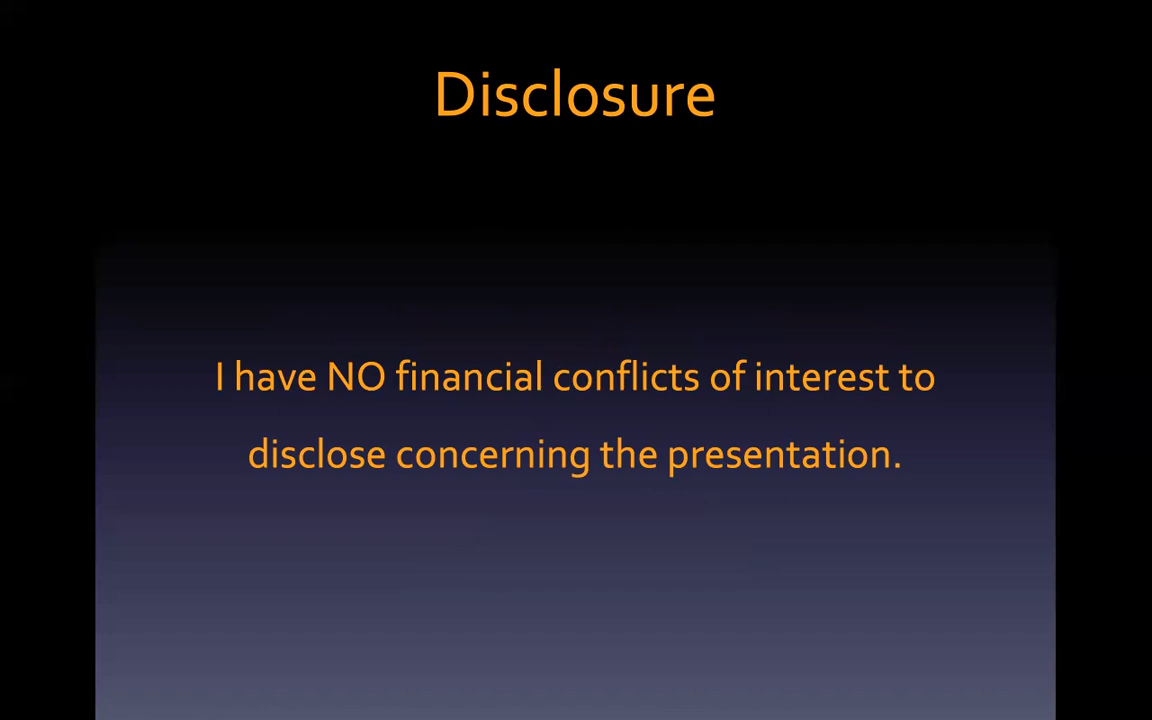 Disclosure
I have NO financial conflicts of interest to
disclose concerning the presentation.